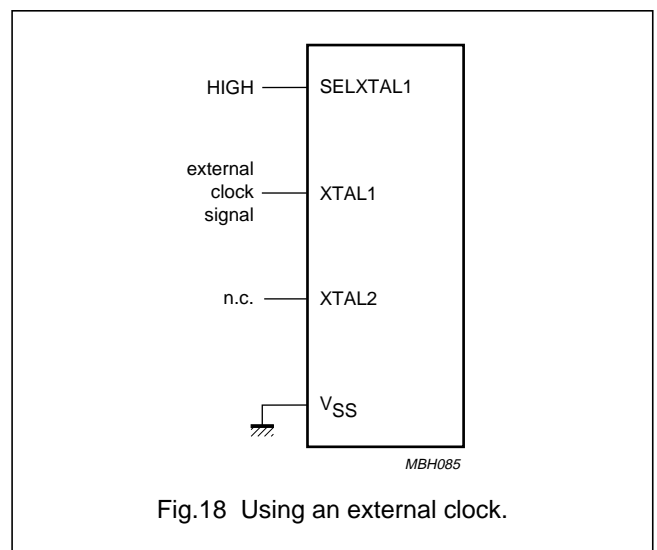 HIGH SELXTAL1
external
clock
signal
XTAL1
n.c. XTAL2
VSS
MBH085
Fig.18 Using an external clock.